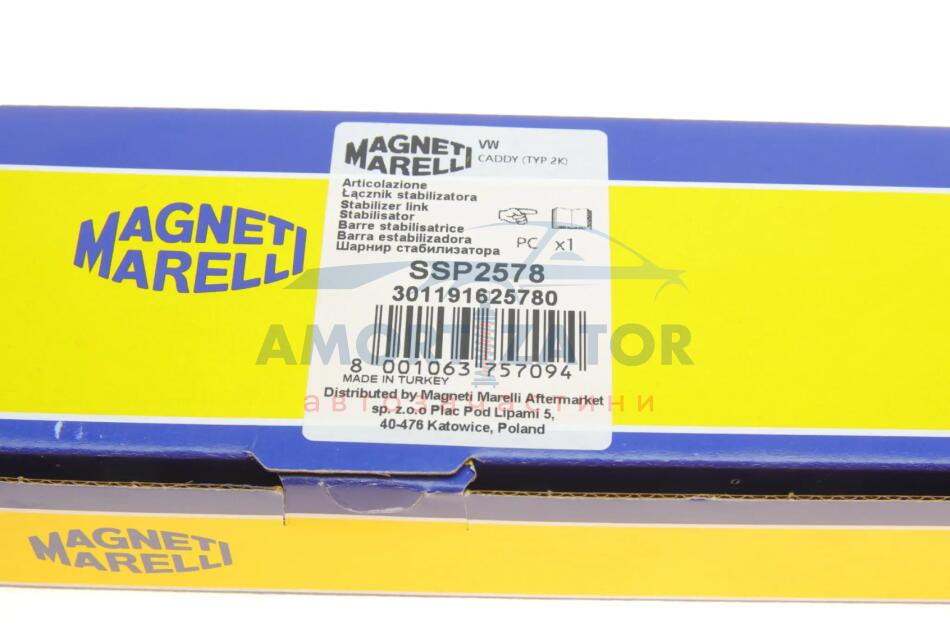 MAGNETI
MARELLI
VW
CADDY (TYP 2K)
Articolazione
Łącznik stabilizatora
Stabilizer link
Stabilisator
Barre stabilisatrice
Barra estabilizadora
Шарнир стабилизатора
PC x1
SSP2578
301191625780
8 001063 757094
MADE IN TURKEY
Distributed by Magneti Marelli Aftermarket
sp. z.o.o Plac Pod Lipami 5,
40-476 Katowice, Poland
MAGNETI
MARELLI
AMORTIZATOR
автозапчастини
MAGNETI
MARELLI